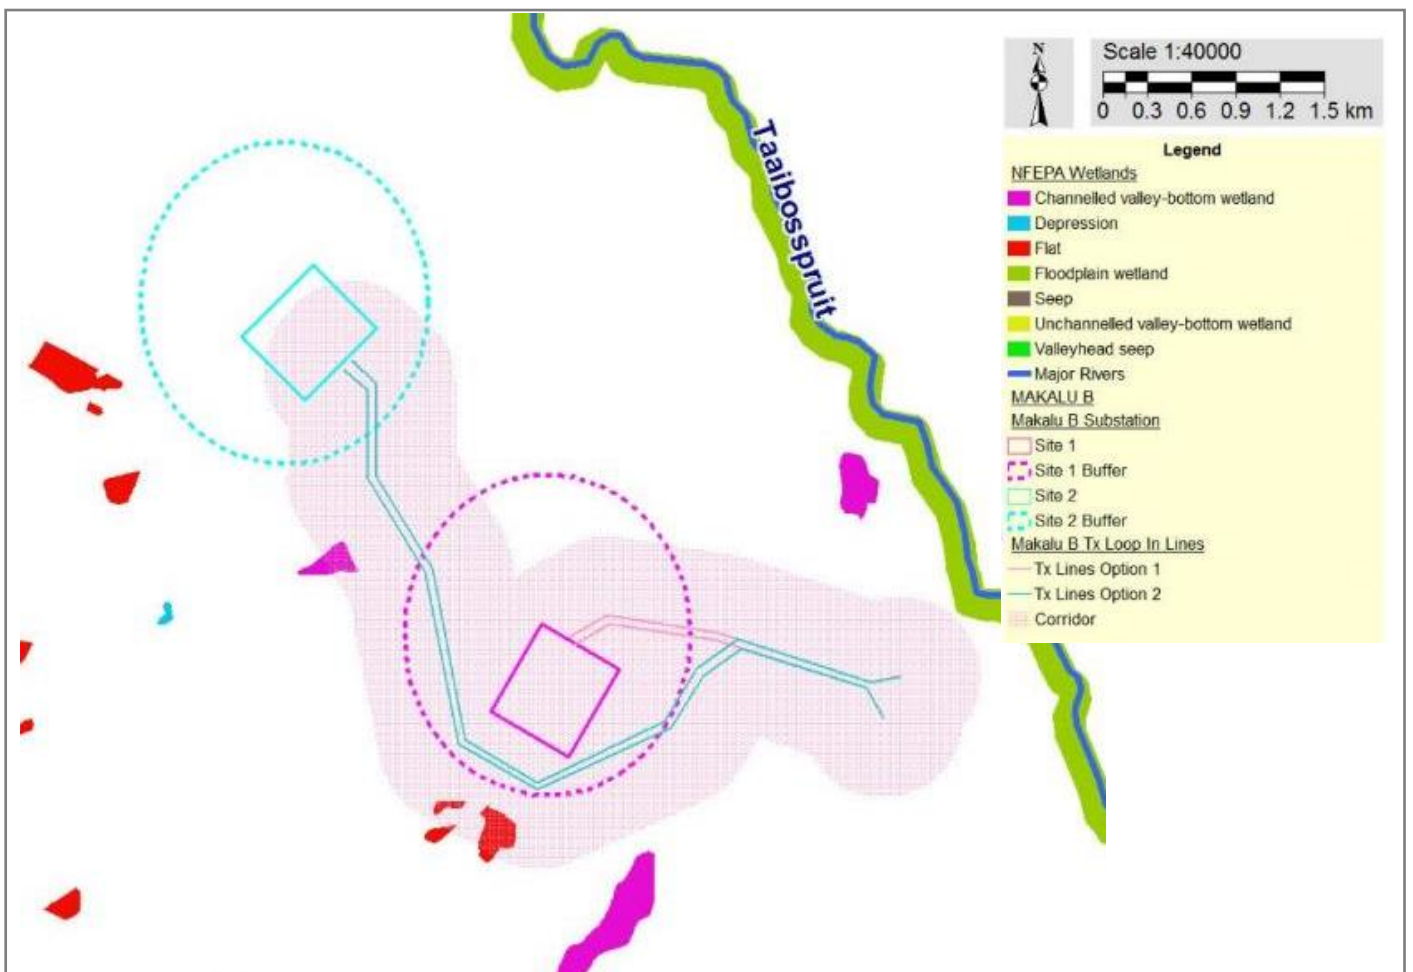 Taaibosspruit
N
Scale 1:40000
0 0.3 0.6 0.9 1.2 1.5 km
Legend
NFEPA Wetlands
Channelled valley-bottom wetland
Depression
Flat
Floodplain wetland
Seep
Unchannelled valley-bottom wetland
Valleyhead seep
Major Rivers
MAKALU B
Makalu B Substation
Site 1
Site 1 Buffer
Site 2
Site 2 Buffer
Makalu B Tx Loop In Lines
Tx Lines Option 1
Tx Lines Option 2
Corridor